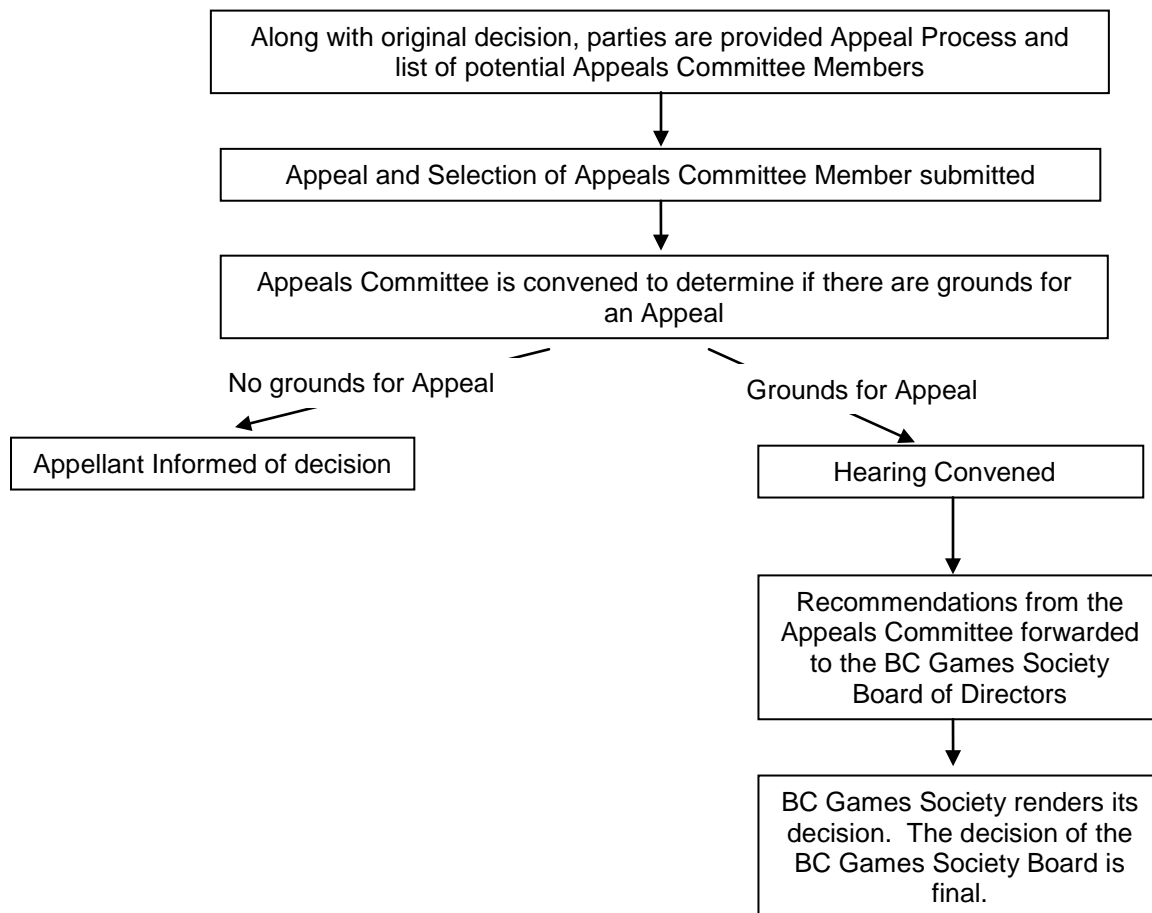 Along with original decision, parties are provided Appeal Process and
list of potential Appeals Committee Members
Appeal and Selection of Appeals Committee Member submitted
Appeals Committee is convened to determine if there are grounds for
an Appeal
No grounds for Appeal
Grounds for Appeal
Appellant Informed of decision
Hearing Convened
Recommendations from the
Appeals Committee forwarded
to the BC Games Society
Board of Directors
BC Games Society renders its
decision.  The decision of the
BC Games Society Board is
final.